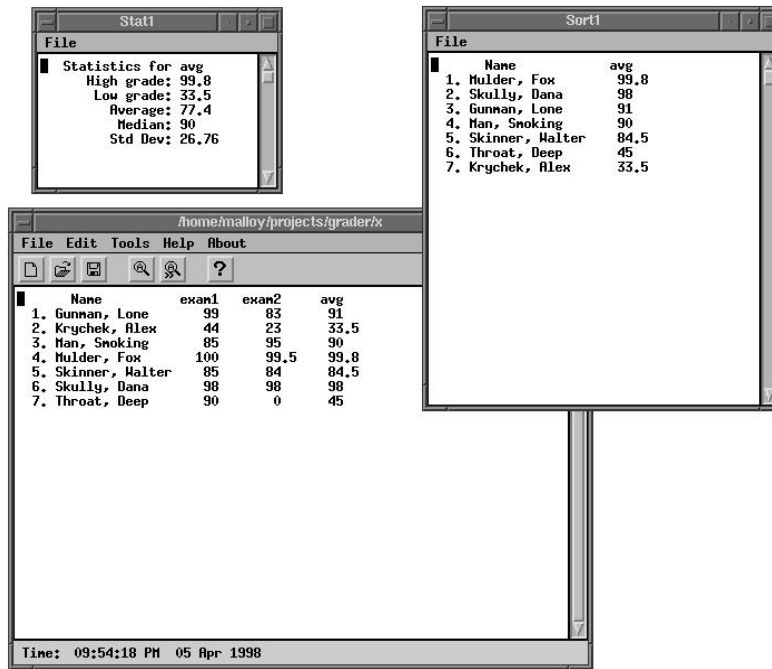 Stat1
File
Statistics for avg
High grade: 99.8
Low grade: 33.5
Average: 77.4
Median: 90
Std Dev: 26.76
Sort1
File
Name avg
1. Mulder, Fox 99.8
2. Skully, Dana 98
3. Gunman, Lone 91
4. Man, Smoking 90
5. Skinner, Walter 84.5
6. Throat, Deep 45
7. Krychek, Alex 33.5
/home/malloy/projects/grader/x
File Edit Tools Help About
?
Name exam1 exam2 avg
1. Gunman, Lone 99 83 91
2. Krychek, Alex 44 23 33.5
3. Man, Smoking 85 95 90
4. Mulder, Fox 100 99.5 99.8
5. Skinner, Walter 85 84 84.5
6. Skully, Dana 98 98 98
7. Throat, Deep 90 0 45
Time: 09:54:18 PM 05 Apr 1998